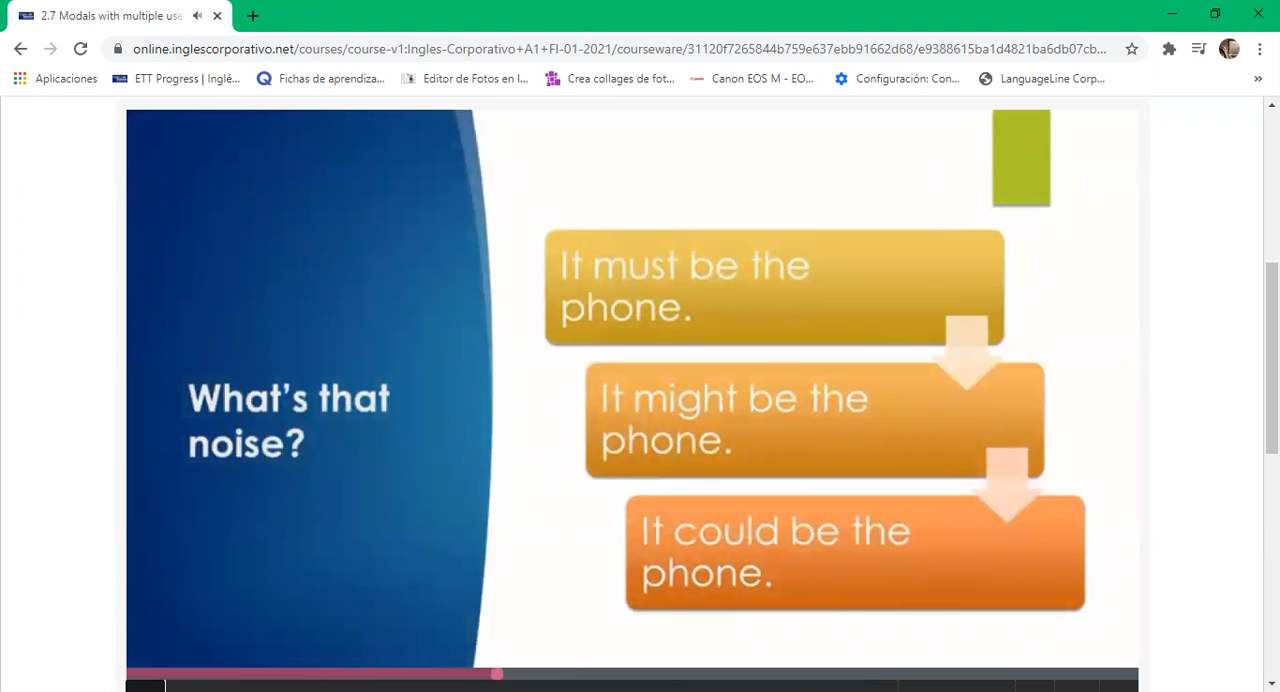 2.7 Modals with multiple use
online.inglescorporativo.net/courses/course-v1:Ingles-Corporativo+A1+FI-01-2021/courseware/31120f7265844b759e637ebb91662d68/e9388615ba1d4821ba6db07cb...
Aplicaciones
ETT Progress | Inglé...
Fichas de aprendiza...
Editor de Fotos en l...
Crea collages de fot...
Canon EOS M - EO...
Configuración: Con...
LanguageLine Corp...
What's that
noise?
It must be the
phone.
It might be the
phone.
It could be the
phone.